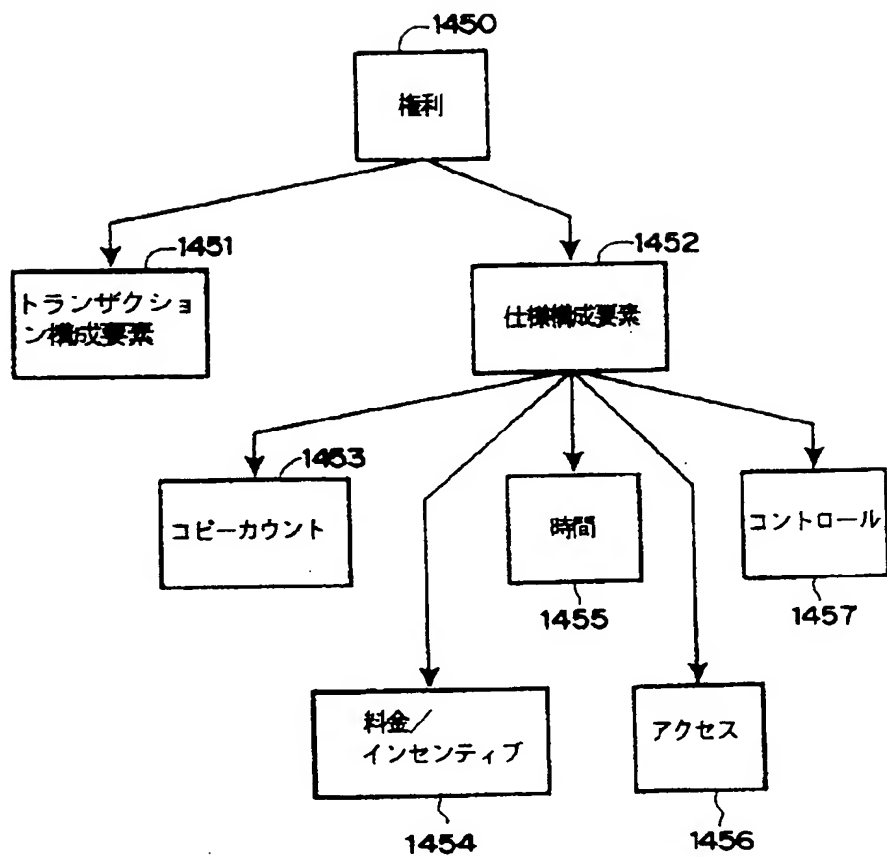 1450
権利
1451
トランザクショ
ン構成要素
1452
仕様構成要素
1453
コピーカウント
時間
1455
コントロール
1457
料金／
インセンティブ
1454
アクセス
1456